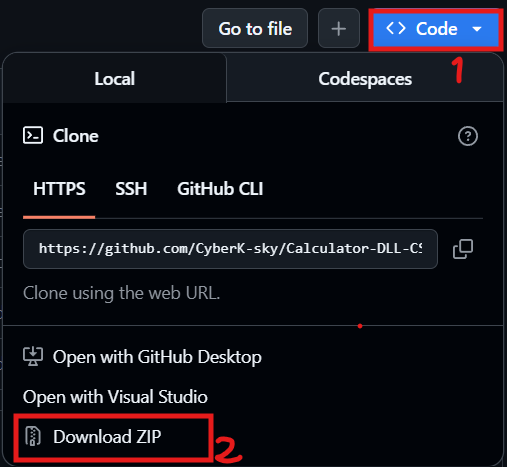 Go to file + Code
1
Local Codespaces
Clone
HTTPS SSH GitHub CLI
https://github.com/CyberK-sky/Calculator-DLL-CS
Clone using the web URL.
Open with GitHub Desktop
Open with Visual Studio
Download ZIP 2